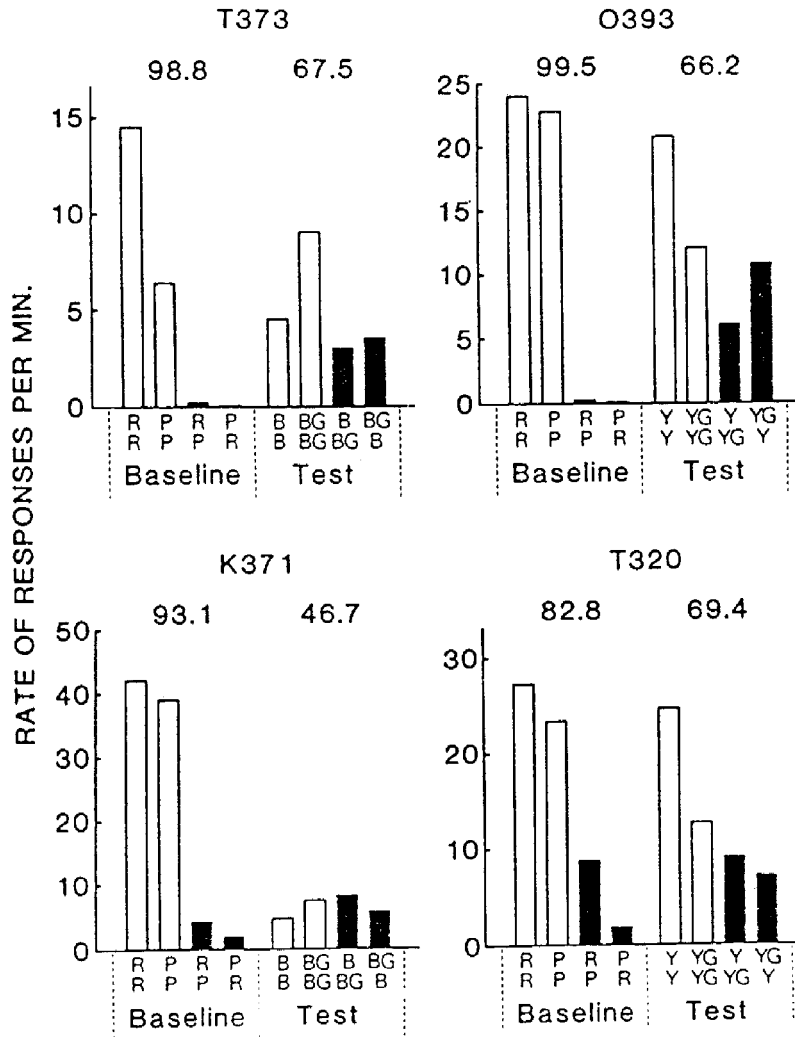 T373
98.8 67.5
15
10
5
0
R P R P B BG B BG
R P P R B BG BG B
Baseline Test
O393
99.5 66.2
25
20
15
10
5
0
R P R P Y YG Y YG
R P P R Y YG YG Y
Baseline Test
RATE OF RESPONSES PER MIN.
K371
93.1 46.7
50
40
30
20
10
0
R P R P B BG B BG
R P P R B BG BG B
Baseline Test
T320
82.8 69.4
30
20
10
0
R P R P Y YG Y YG
R P P R Y YG YG Y
Baseline Test